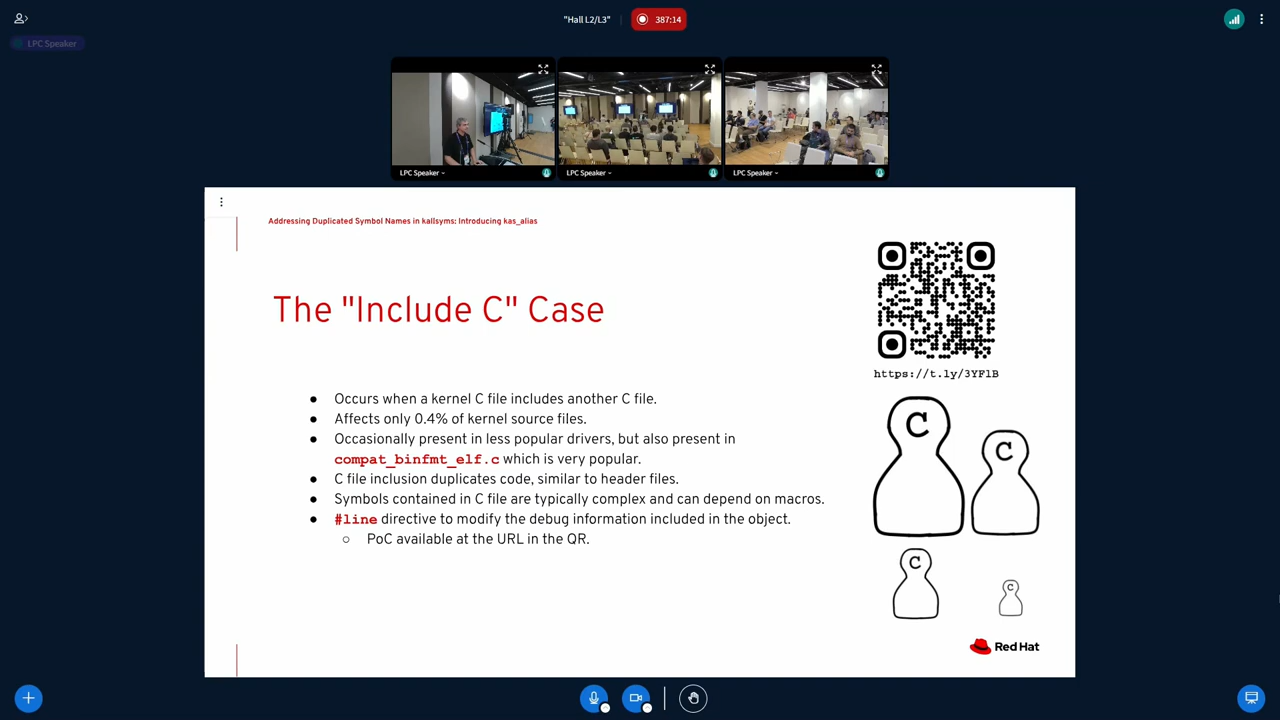 "Hall I.2/I.3"
387:14
LPC Speaker
LPC Speaker
LPC Speaker
LPC Speaker
Addressing Duplicated Symbol Names in kallsyms: Introducing kas_alias
The "Include C" Case
https://t.ly/3YF1B
Occurs when a kernel C file includes another C file.
Affects only 0.4% of kernel source files.
Occasionally present in less popular drivers, but also present in
compat_binfmt_elf.c which is very popular.
C file inclusion duplicates code, similar to header files.
Symbols contained in C file are typically complex and can depend on macros.
#line directive to modify the debug information included in the object.
PoC available at the URL in the QR.
C
C
C
C
Red Hat